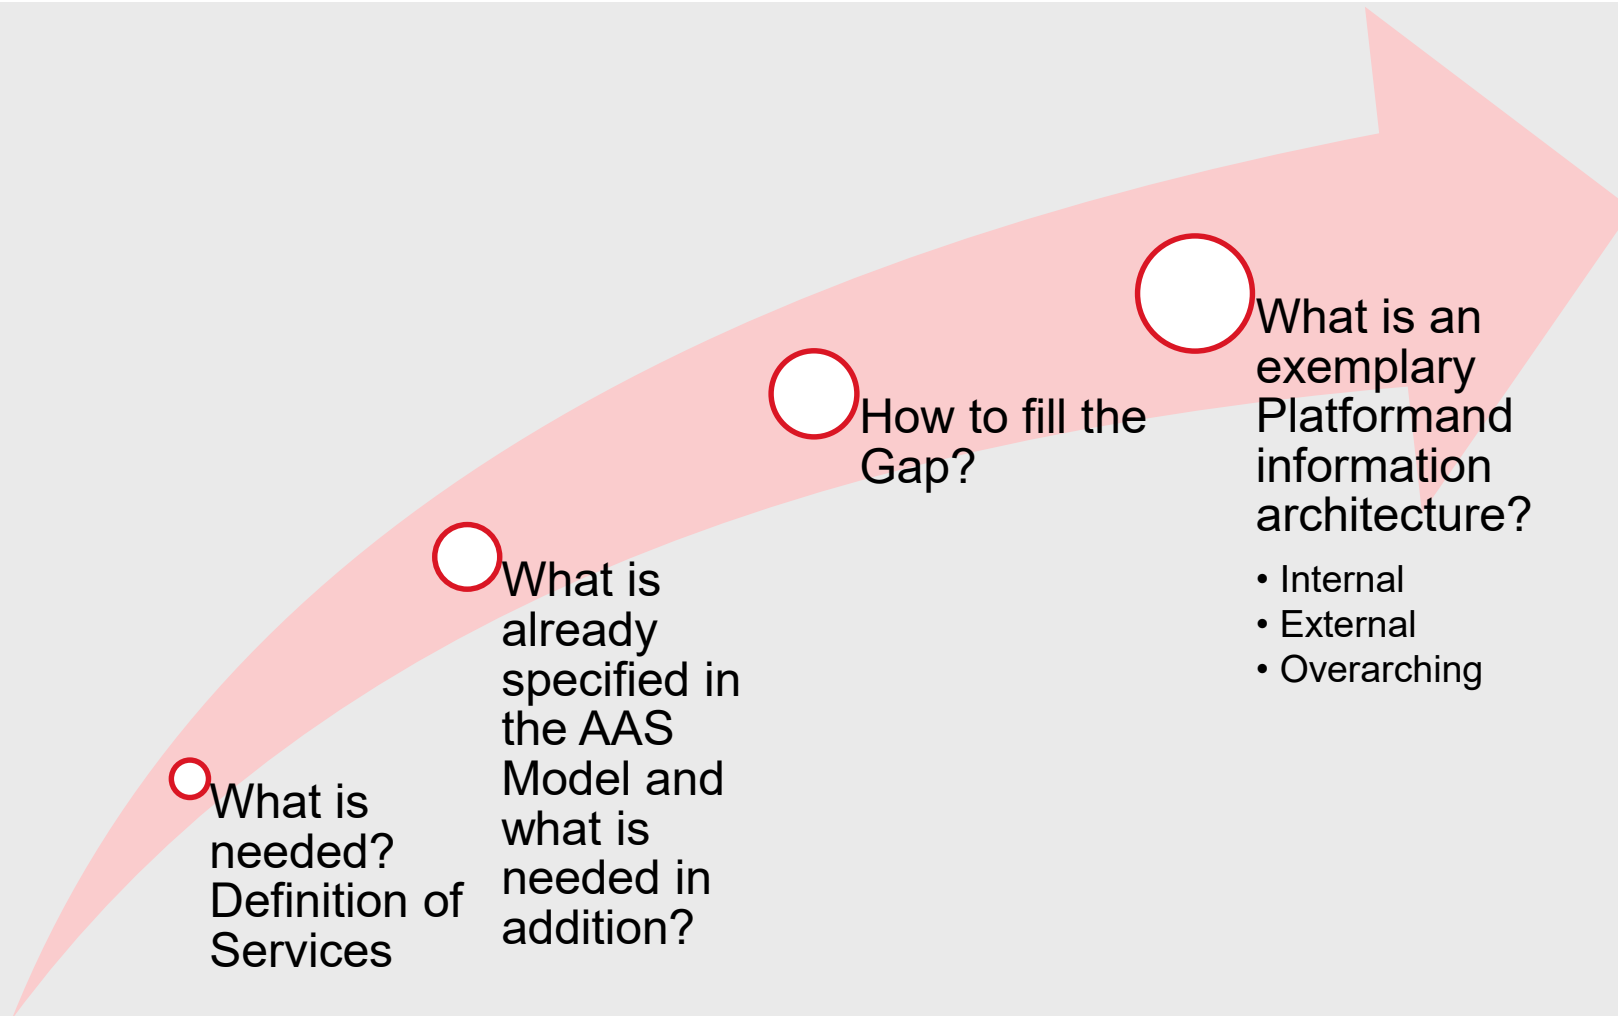 What is
needed?
Definition of
Services
What is
already
specified in
the AAS
Model and
what is
needed in
addition?
How to fill the
Gap?
What is an
exemplary
Platformand
information
architecture?
• Internal
• External
• Overarching